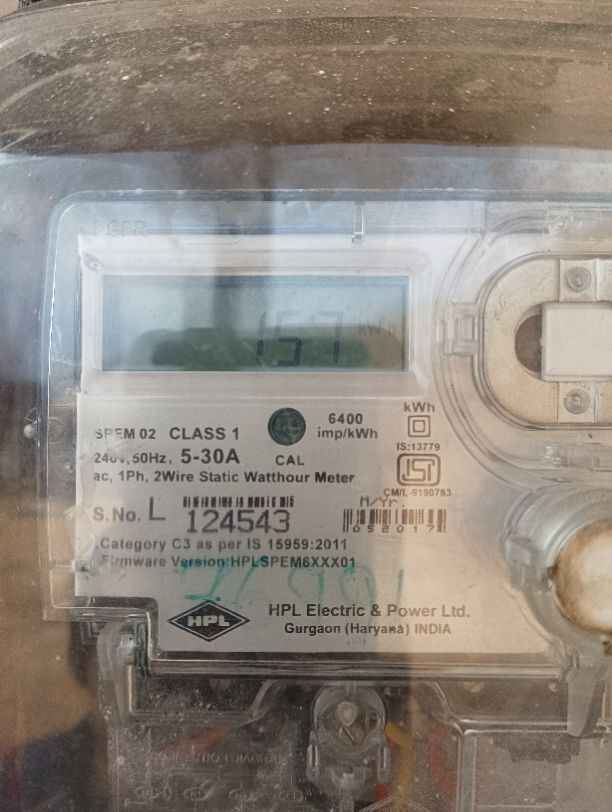 157 kWh
SPEM 02 CLASS 1
240V, 50Hz, 5-30A
CAL
6400
imp/kWh
kWh
IS:13779
ac, 1Ph, 2Wire Static Watthour Meter
CM/L-9190783
S.No. L 124543
M/Yr.
052017
Category C3 as per IS 15959:2011
Firmware Version:HPLSPEM6XXX01
HPL
HPL Electric & Power Ltd.
Gurgaon (Haryana) INDIA